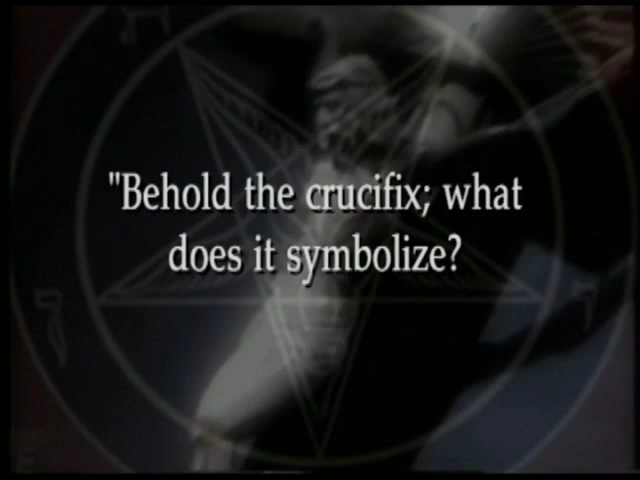 "Behold the crucifix; what
does it symbolize?